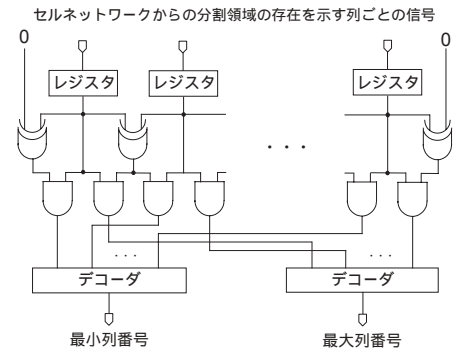 セルネットワークからの分割領域の存在を示す列ごとの信号
0 0
レジスタ レジスタ レジスタ
・・・
・・・ ・・・
デコーダ デコーダ
最小列番号 最大列番号